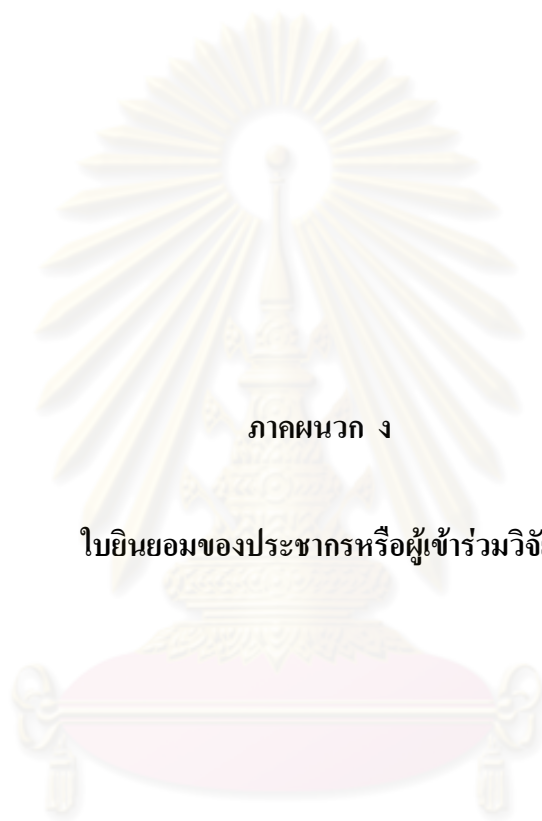 ภาคผนวก ง
ใบยินยอมของประชากรหรือผู้เข้าร่วมวิจั